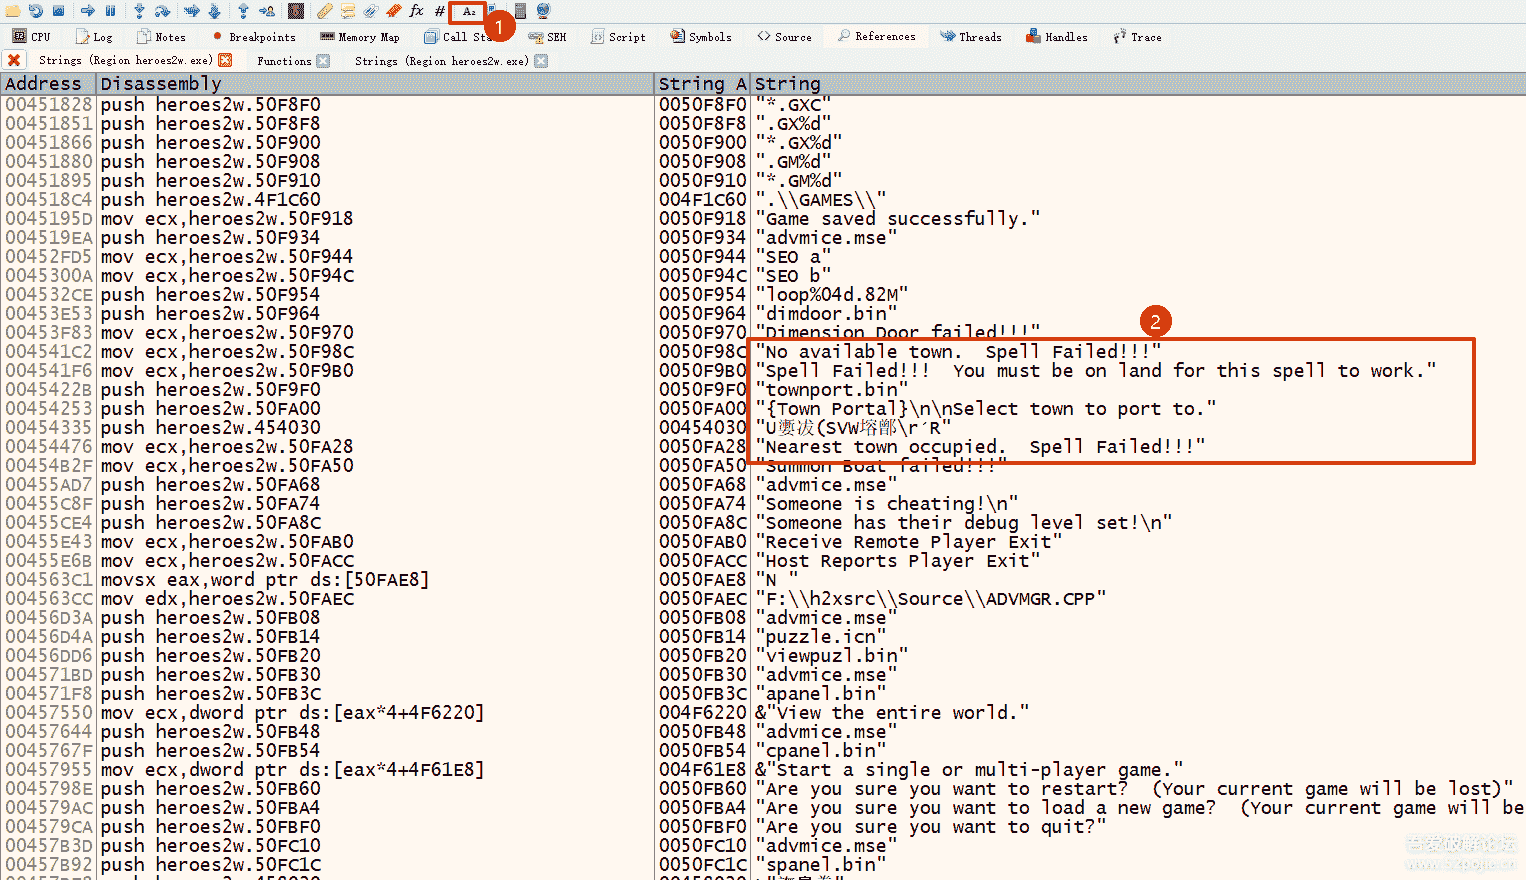 fx # Az 1
CPU Log Notes Breakpoints Memory Map Call Sta SEH Script Symbols Source References Threads Handles Trace
Strings (Region heroes2w.exe) Functions Strings (Region heroes2w.exe)
Address Disassembly String A String
00451828 push heroes2w.50F8F0 0050F8F0 "*.GXC"
00451851 push heroes2w.50F8F8 0050F8F8 ".GX%d"
00451866 push heroes2w.50F900 0050F900 "*.GX%d"
00451880 push heroes2w.50F908 0050F908 ".GM%d"
00451895 push heroes2w.50F910 0050F910 "*.GM%d"
004518C4 push heroes2w.4F1C60 004F1C60 ".\\GAMES\\"
0045195D mov ecx,heroes2w.50F918 0050F918 "Game saved successfully."
004519EA push heroes2w.50F934 0050F934 "advmice.mse"
00452FD5 mov ecx,heroes2w.50F944 0050F944 "SEO a"
0045300A mov ecx,heroes2w.50F94C 0050F94C "SEO b"
004532CE push heroes2w.50F954 0050F954 "loop%04d.82M"
00453E53 push heroes2w.50F964 0050F964 "dimdoor.bin"
00453F83 mov ecx,heroes2w.50F970 0050F970 "Dimension Door failed!!!"
2
004541C2 mov ecx,heroes2w.50F98C 0050F98C "No available town.  Spell Failed!!!"
004541F6 mov ecx,heroes2w.50F9B0 0050F9B0 "Spell Failed!!!  You must be on land for this spell to work."
0045422B push heroes2w.50F9F0 0050F9F0 "townport.bin"
00454253 push heroes2w.50FA00 0050FA00 "{Town Portal}\n\nSelect town to port to."
00454335 push heroes2w.454030 00454030
00454476 mov ecx,heroes2w.50FA28 0050FA28 "Nearest town occupied.  Spell Failed!!!"
00454B2F mov ecx,heroes2w.50FA50 0050FA50 "Summon Boat failed!!!"
00455AD7 push heroes2w.50FA68 0050FA68 "advmice.mse"
00455C8F push heroes2w.50FA74 0050FA74 "Someone is cheating!\n"
00455CE4 push heroes2w.50FA8C 0050FA8C "Someone has their debug level set!\n"
00455E43 mov ecx,heroes2w.50FAB0 0050FAB0 "Receive Remote Player Exit"
00455E6B mov ecx,heroes2w.50FACC 0050FACC "Host Reports Player Exit"
004563C1 movsx eax,word ptr ds:[50FAE8] 0050FAE8 "N "
004563CC mov edx,heroes2w.50FAEC 0050FAEC "F:\\h2xsrc\\Source\\ADVMGR.CPP"
00456D3A push heroes2w.50FB08 0050FB08 "advmice.mse"
00456D4A push heroes2w.50FB14 0050FB14 "puzzle.icn"
00456DD6 push heroes2w.50FB20 0050FB20 "viewpuzl.bin"
004571BD push heroes2w.50FB30 0050FB30 "advmice.mse"
004571F8 push heroes2w.50FB3C 0050FB3C "apanel.bin"
00457550 mov ecx,dword ptr ds:[eax*4+4F6220] 004F6220 &"View the entire world."
00457644 push heroes2w.50FB48 0050FB48 "advmice.mse"
0045767F push heroes2w.50FB54 0050FB54 "cpanel.bin"
00457955 mov ecx,dword ptr ds:[eax*4+4F61E8] 004F61E8 &"Start a single or multi-player game."
0045798E push heroes2w.50FB60 0050FB60 "Are you sure you want to restart?  (Your current game will be lost)"
004579AC push heroes2w.50FBA4 0050FBA4 "Are you sure you want to load a new game?  (Your current game will be
004579CA push heroes2w.50FBF0 0050FBF0 "Are you sure you want to quit?"
00457B3D push heroes2w.50FC10 0050FC10 "advmice.mse"
00457B92 push heroes2w.50FC1C 0050FC1C "spanel.bin"
吾爱破解论坛
www.52pojie.cn